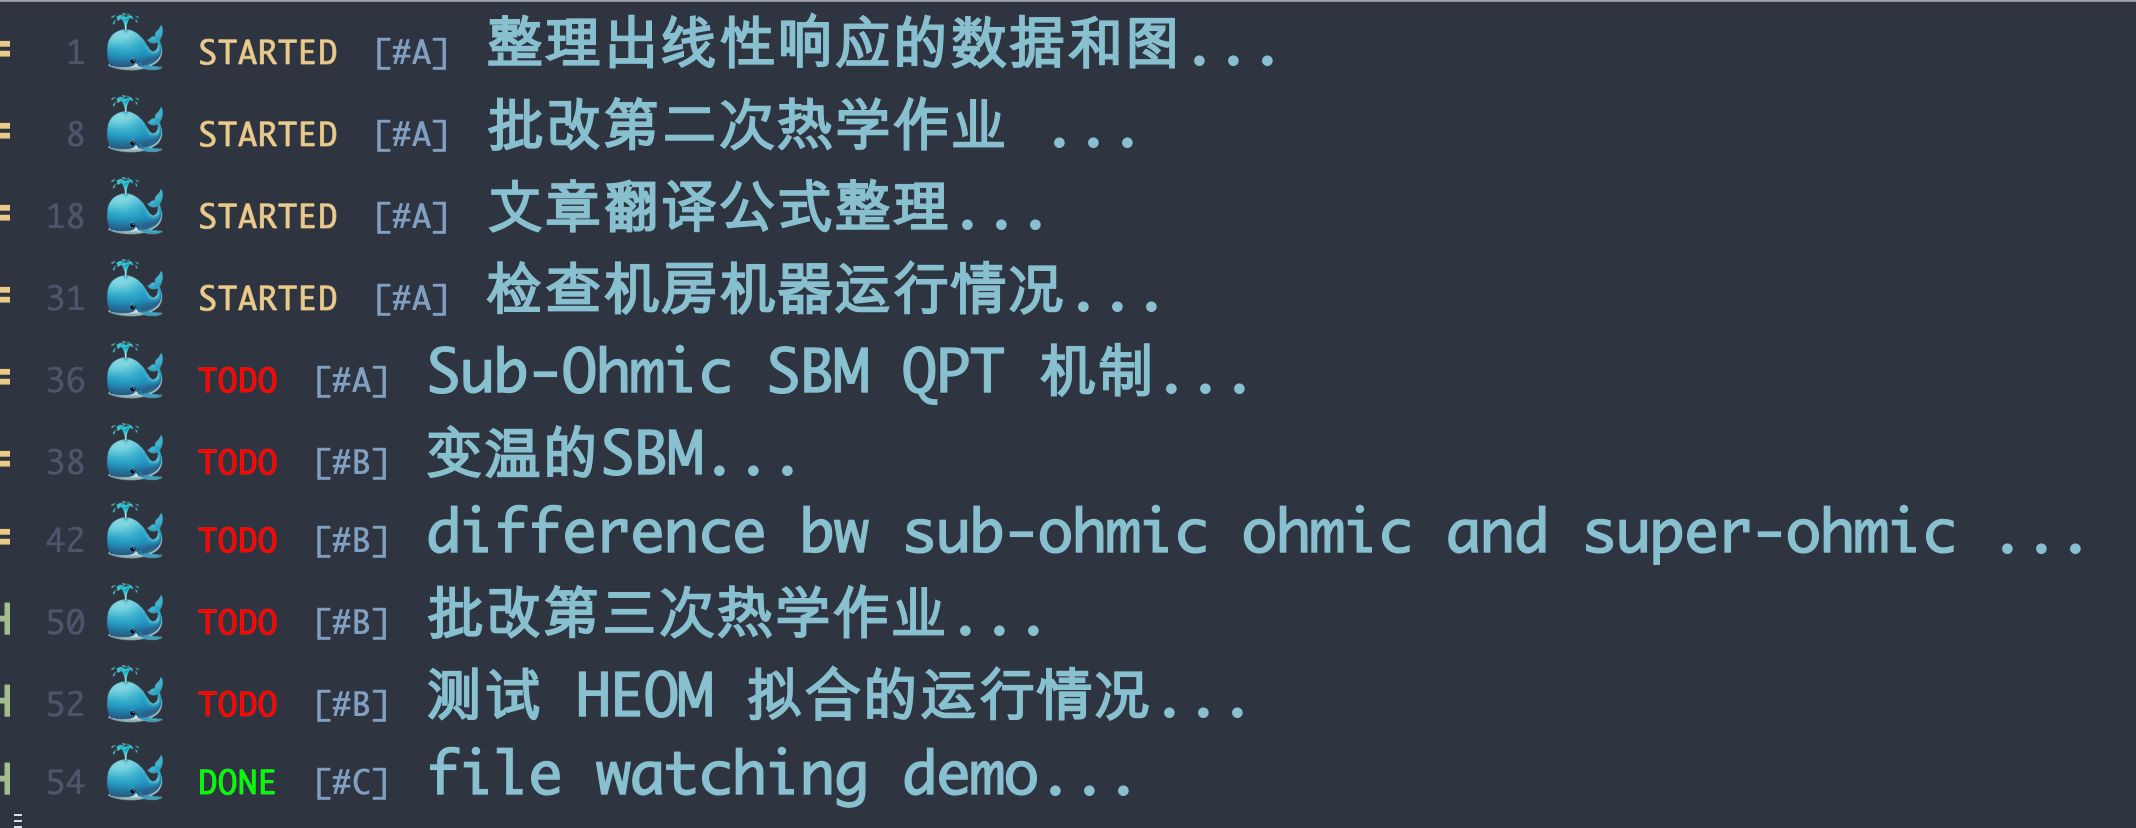 1 STARTED [#A] 整理出线性响应的数据和图...
8 STARTED [#A] 批改第二次热学作业 ...
18 STARTED [#A] 文章翻译公式整理...
31 STARTED [#A] 检查机房机器运行情况...
36 TODO [#A] Sub-Ohmic SBM QPT 机制...
38 TODO [#B] 变温的SBM...
42 TODO [#B] difference bw sub-ohmic ohmic and super-ohmic ...
50 TODO [#B] 批改第三次热学作业...
52 TODO [#B] 测试 HEOM 拟合的运行情况...
54 DONE [#C] file watching demo...